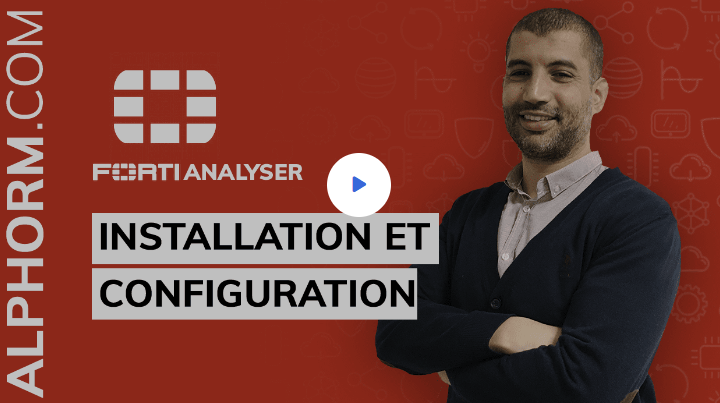 ALPHORM.COM
FORTIANALYSER
INSTALLATION ET
CONFIGURATION